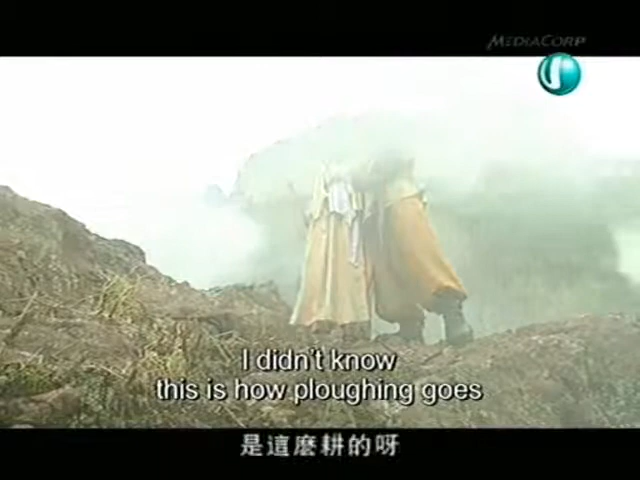 MEDIACORP
I didn't know
this is how ploughing goes
是這麼耕的呀